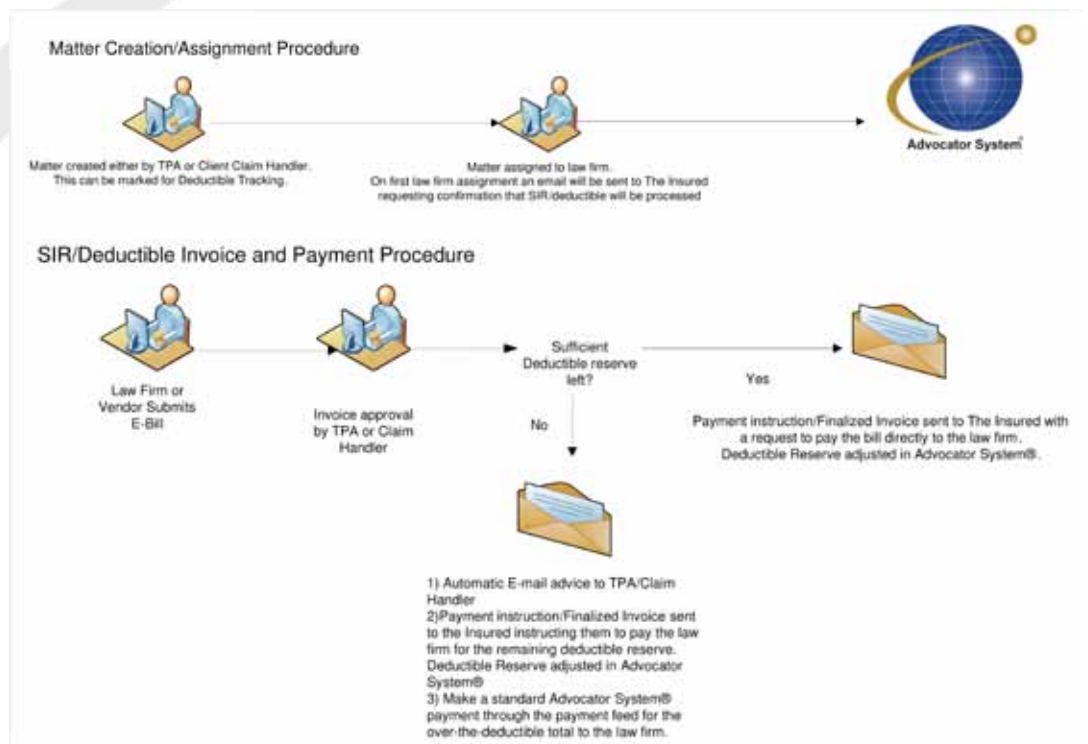 Matter Creation/Assignment Procedure
Advocator System®
Matter created either by TPA or Client Claim Handler.
This can be marked for Deductible Tracking.
Matter assigned to law firm.
On first law firm assignment an email will be sent to The Insured
requesting confirmation that SIR/deductible will be processed
SIR/Deductible Invoice and Payment Procedure
Law Firm or
Vendor Submits
E-Bill
Invoice approval
by TPA or Claim
Handler
Sufficient
Deductible reserve
left?
Yes
No
Payment instruction/Finalized Invoice sent to The Insured with
a request to pay the bill directly to the law firm.
Deductible Reserve adjusted in Advocator System®.
1) Automatic E-mail advice to TPA/Claim
Handler
2)Payment instruction/Finalized Invoice sent
to the Insured instructing them to pay the law
firm for the remaining deductible reserve.
Deductible Reserve adjusted in Advocator
System®
3) Make a standard Advocator System®
payment through the payment feed for the
over-the-deductible total to the law firm.